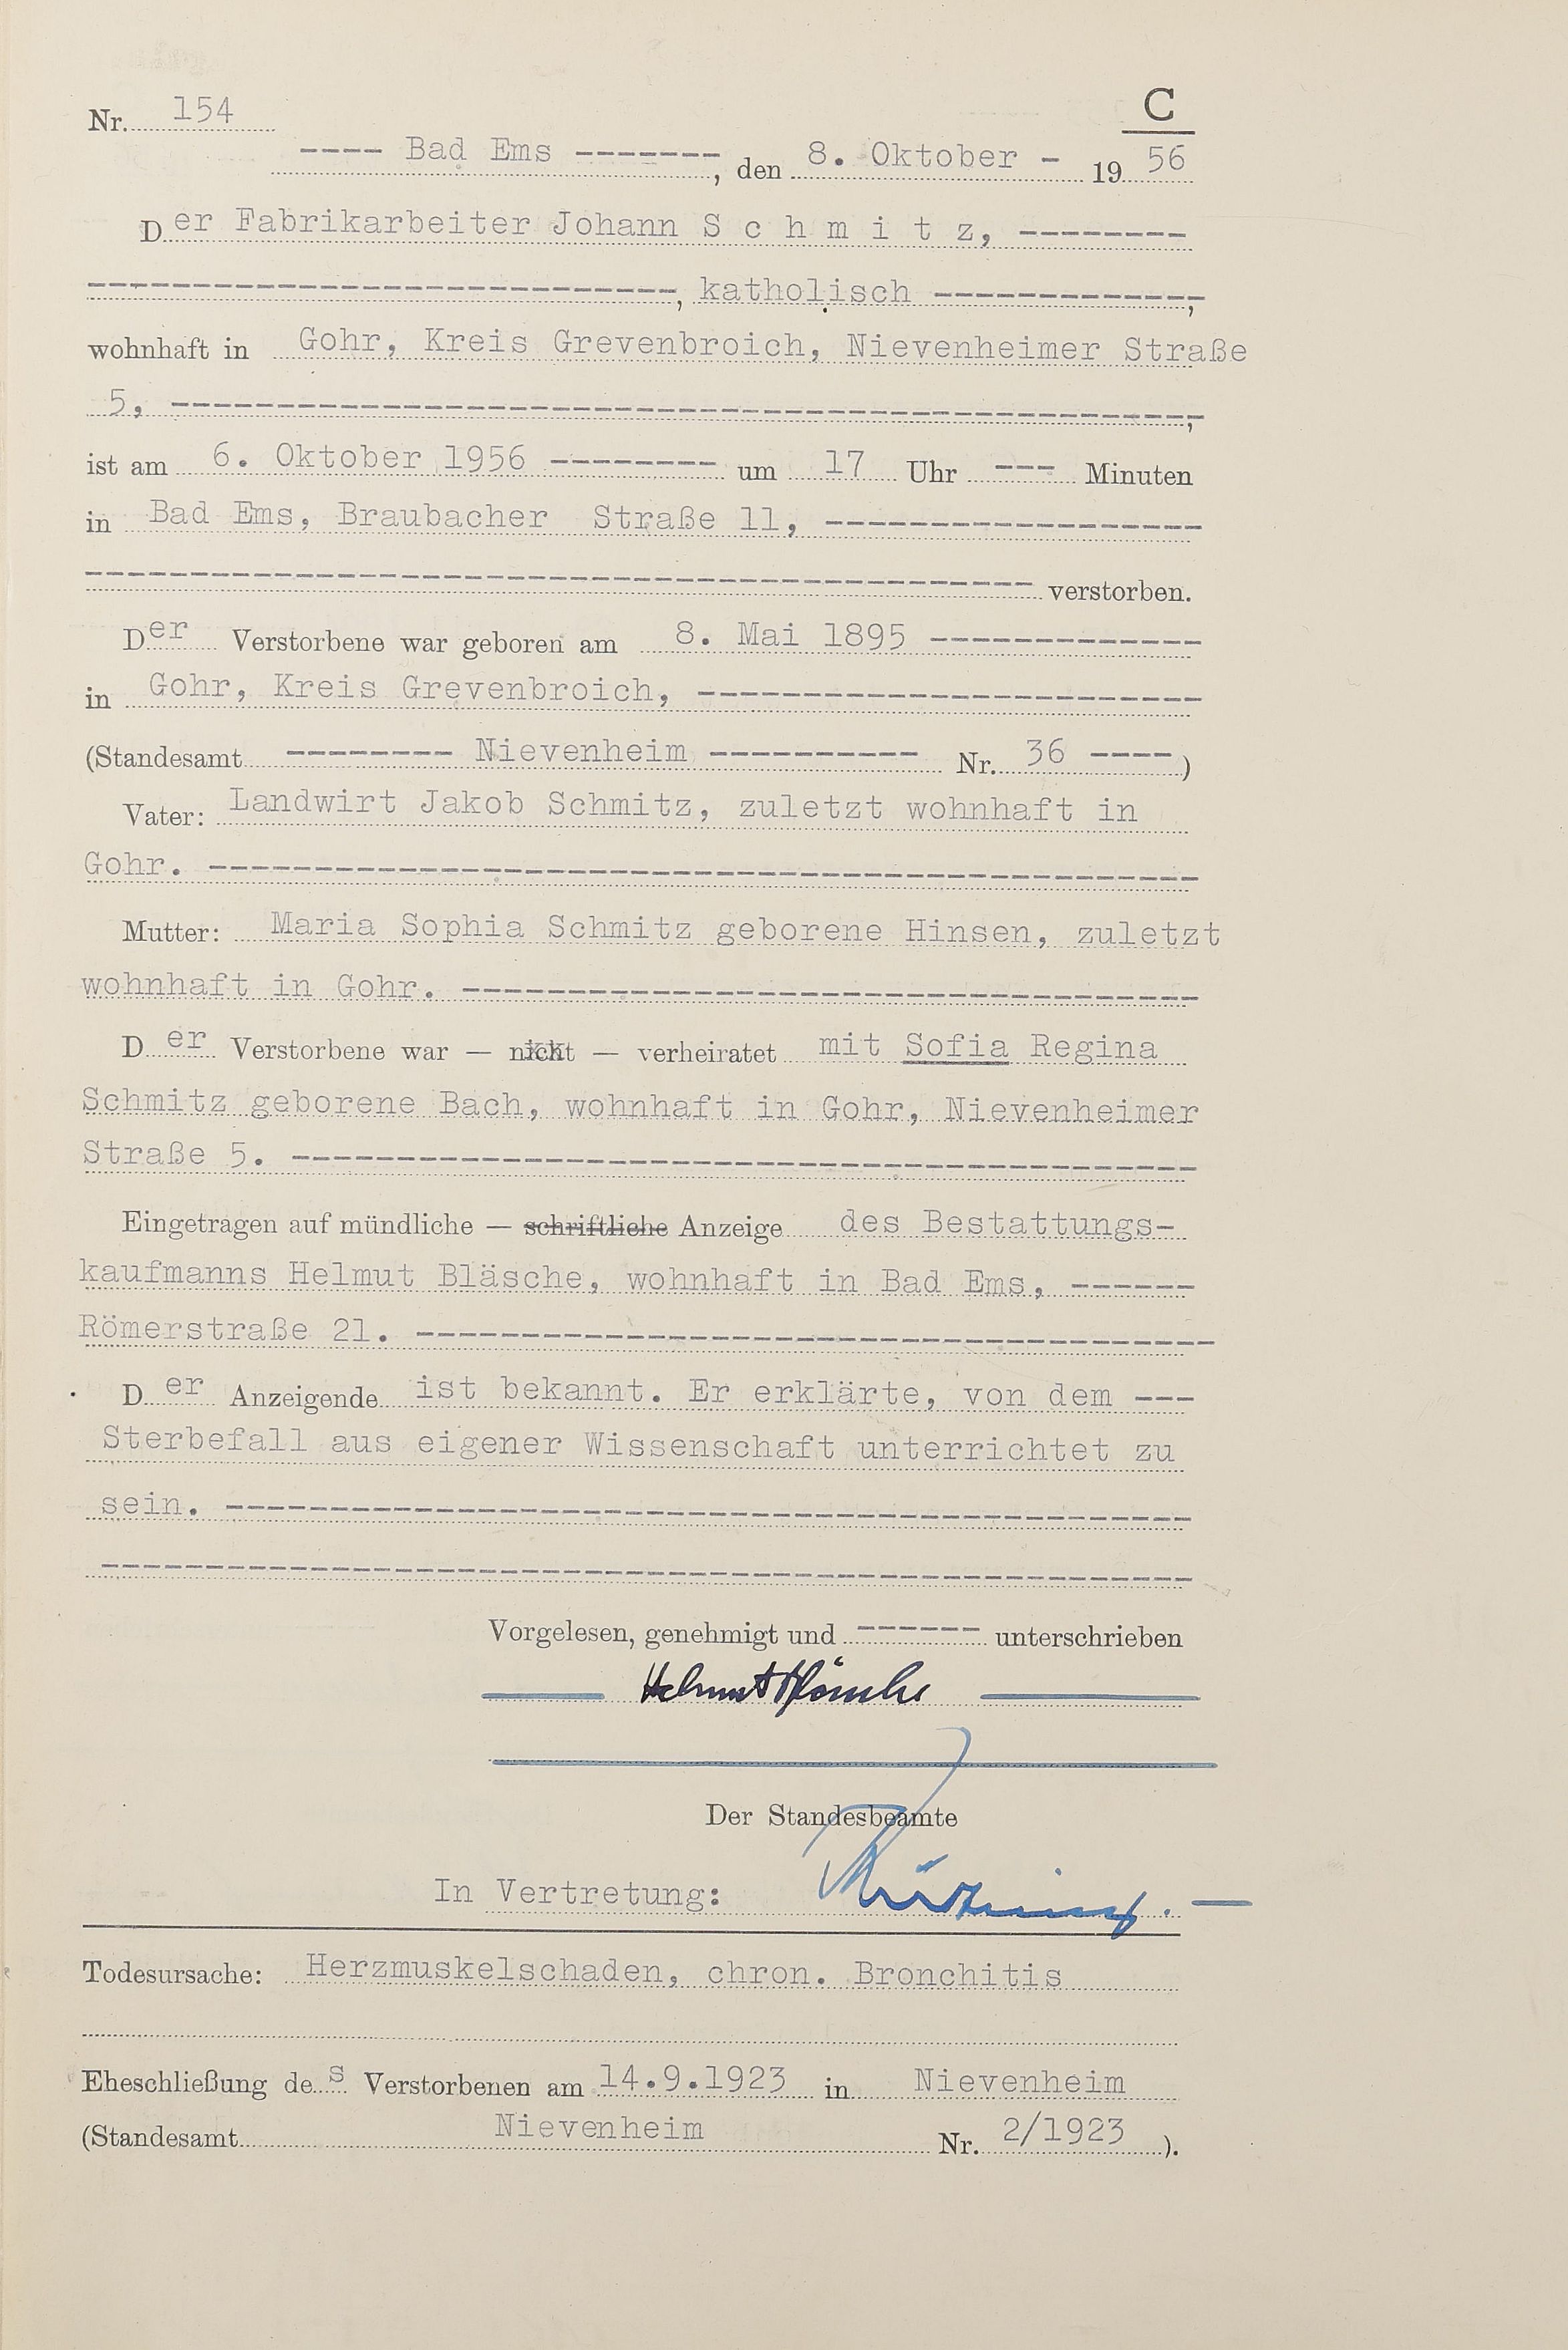 C
Nr. 154
---- Bad Ems -------, den 8. Oktober - 19 56
Der Fabrikarbeiter Johann S c h m i t z, --------
----------------------------, katholisch ------------,
wohnhaft in Gohr, Kreis Grevenbroich, Nievenheimer Straße
5, -------------------------------------------------,
ist am 6. Oktober 1956 -------- um 17 Uhr --- Minuten
in Bad Ems, Braubacher Straße 11, ------------------
--------------------------------------------- verstorben.
Der Verstorbene war geboren am 8. Mai 1895 -------------
in Gohr, Kreis Grevenbroich, ------------------------
(Standesamt -------- Nievenheim ---------- Nr. 36 ----)
Vater: Landwirt Jakob Schmitz, zuletzt wohnhaft in
Gohr. -----------------------------------------------
Mutter: Maria Sophia Schmitz geborene Hinsen, zuletzt
wohnhaft in Gohr. -----------------------------------
Der Verstorbene war — nicht — verheiratet mit Sofia Regina
Schmitz geborene Bach, wohnhaft in Gohr, Nievenheimer
Straße 5. -------------------------------------------
Eingetragen auf mündliche — schriftliche Anzeige des Bestattungs-
kaufmanns Helmut Bläsche, wohnhaft in Bad Ems, ------
Römerstraße 21. --------------------------------------
Der Anzeigende ist bekannt. Er erklärte, von dem ---
Sterbefall aus eigener Wissenschaft unterrichtet zu
sein. ----------------------------------------------
----------------------------------------------------
Vorgelesen, genehmigt und ------ unterschrieben
Helmut Bläsche
Der Standesbeamte
In Vertretung:
Todesursache: Herzmuskelschaden, chron. Bronchitis
Eheschließung des Verstorbenen am 14.9.1923 in Nievenheim
(Standesamt Nievenheim Nr. 2/1923 ).